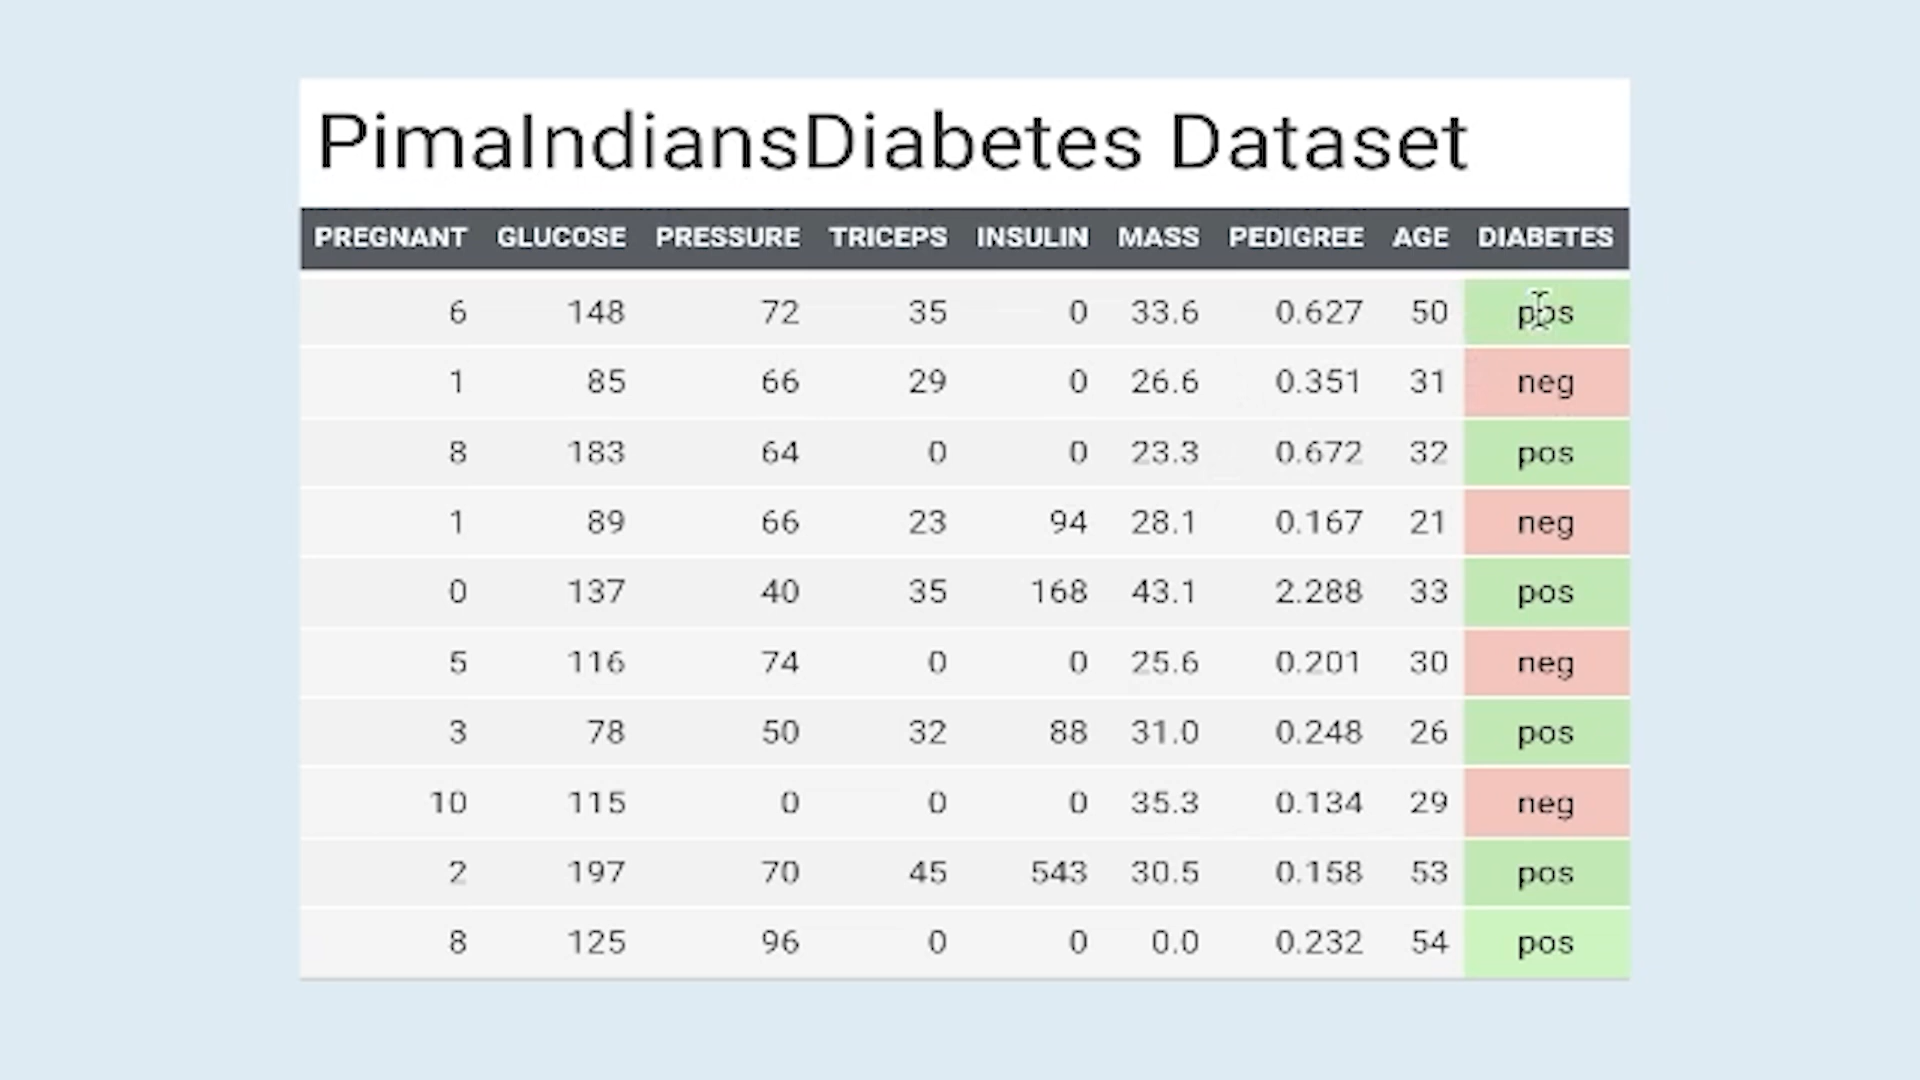 PimaIndiansDiabetes Dataset
PREGNANT GLUCOSE PRESSURE TRICEPS INSULIN MASS PEDIGREE AGE DIABETES
6 148 72 35 0 33.6 0.627 50 pos
1 85 66 29 0 26.6 0.351 31 neg
8 183 64 0 0 23.3 0.672 32 pos
1 89 66 23 94 28.1 0.167 21 neg
0 137 40 35 168 43.1 2.288 33 pos
5 116 74 0 0 25.6 0.201 30 neg
3 78 50 32 88 31.0 0.248 26 pos
10 115 0 0 0 35.3 0.134 29 neg
2 197 70 45 543 30.5 0.158 53 pos
8 125 96 0 0 0.0 0.232 54 pos